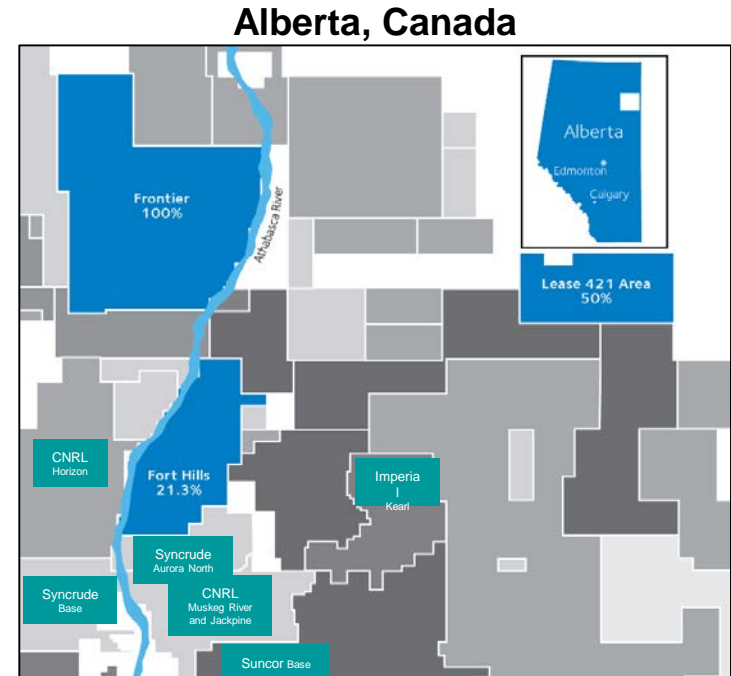 Alberta, Canada
Alberta
Edmonton
Calgary
Frontier
100%
Athabasca River
Lease 421 Area
50%
CNRL
Horizon
Fort Hills
21.3%
Imperia
l
Kearl
Syncrude
Aurora North
Syncrude
Base
CNRL
Muskeg River
and Jackpine
Suncor Base